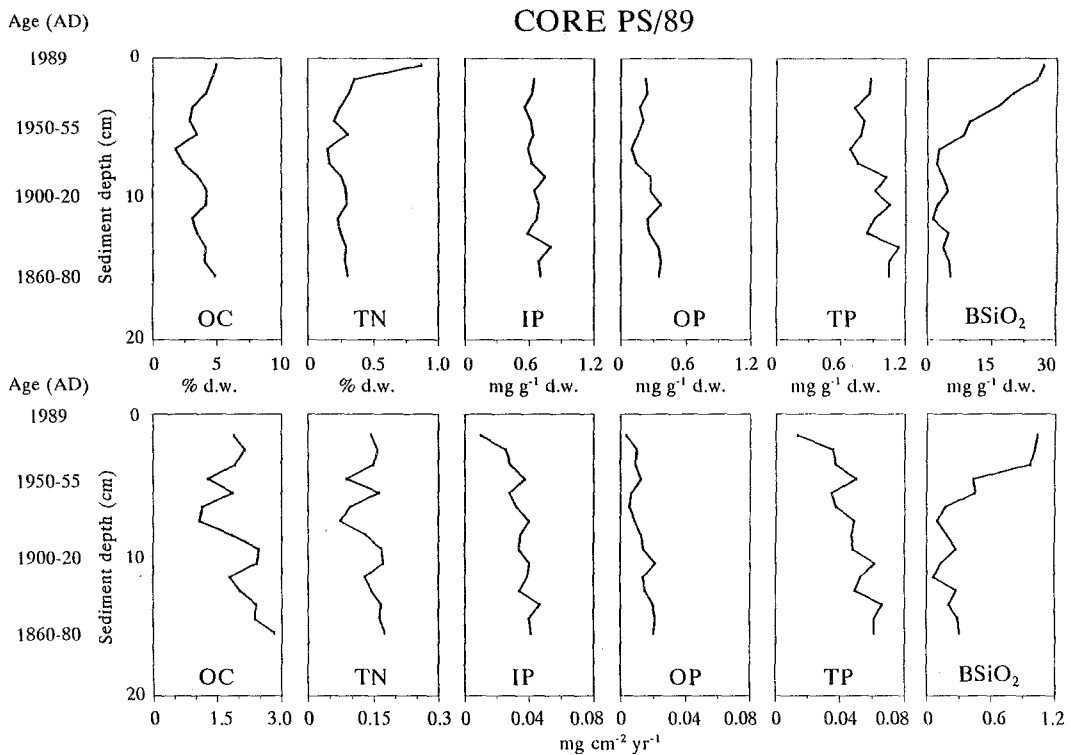 CORE PS/89
Age (AD)
1989
1950-55
1900-20
1860-80
Sediment depth (cm)
0
10
20
OC
TN
IP
OP
TP
BSiO₂
0 5 10
0 0.5 1
0 0.6 1.2
0 0.6 1.2
0 0.6 1.2
0 15 30
% d.w.
% d.w.
mg g⁻¹ d.w.
mg g⁻¹ d.w.
mg g⁻¹ d.w.
mg g⁻¹ d.w.
Age (AD)
1989
1950-55
1900-20
1860-80
Sediment depth (cm)
0
10
20
OC
TN
IP
OP
TP
BSiO₂
0 1.5 3.0
0 0.15 0.3
0 0.04 0.08
0 0.04 0.08
0 0.04 0.08
0 0.6 1.2
mg cm⁻² yr⁻¹